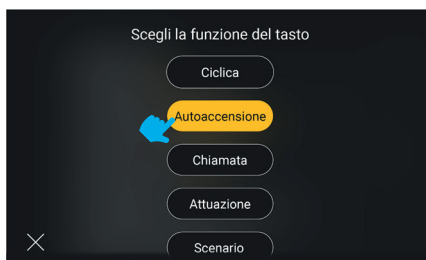 Scegli la funzione del tasto
Ciclica
Autoaccensione
Chiamata
Attuazione
Scenario